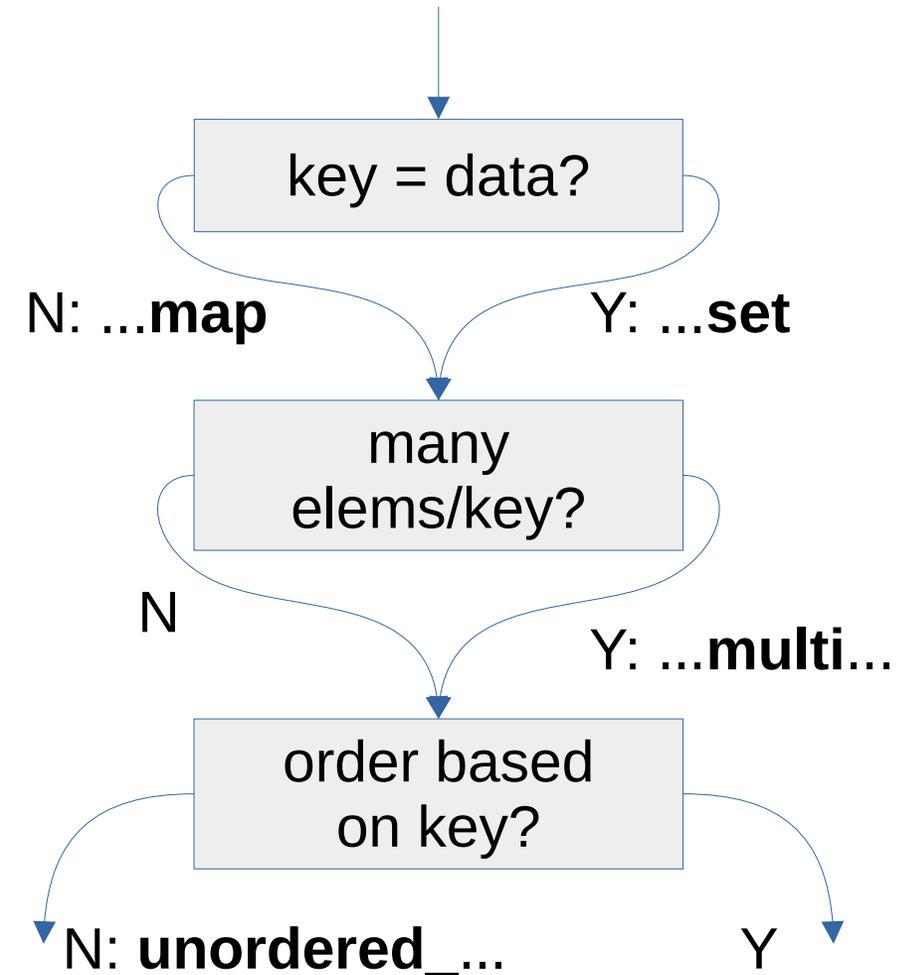 key = data?
N: ...map
Y: ...set
many
elems/key?
N
Y: ...multi...
order based
on key?
N: unordered_...
Y